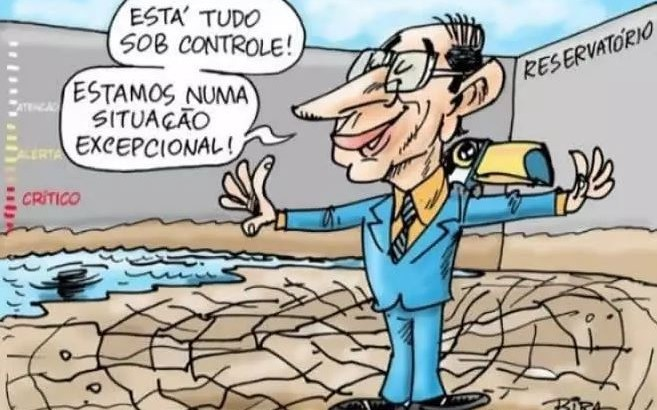 ESTÁ TUDO
SOB CONTROLE!
ESTAMOS NUMA
SITUAÇÃO
EXCEPCIONAL!
RESERVATÓRIO
ATENÇÃO
ALERTA
CRÍTICO